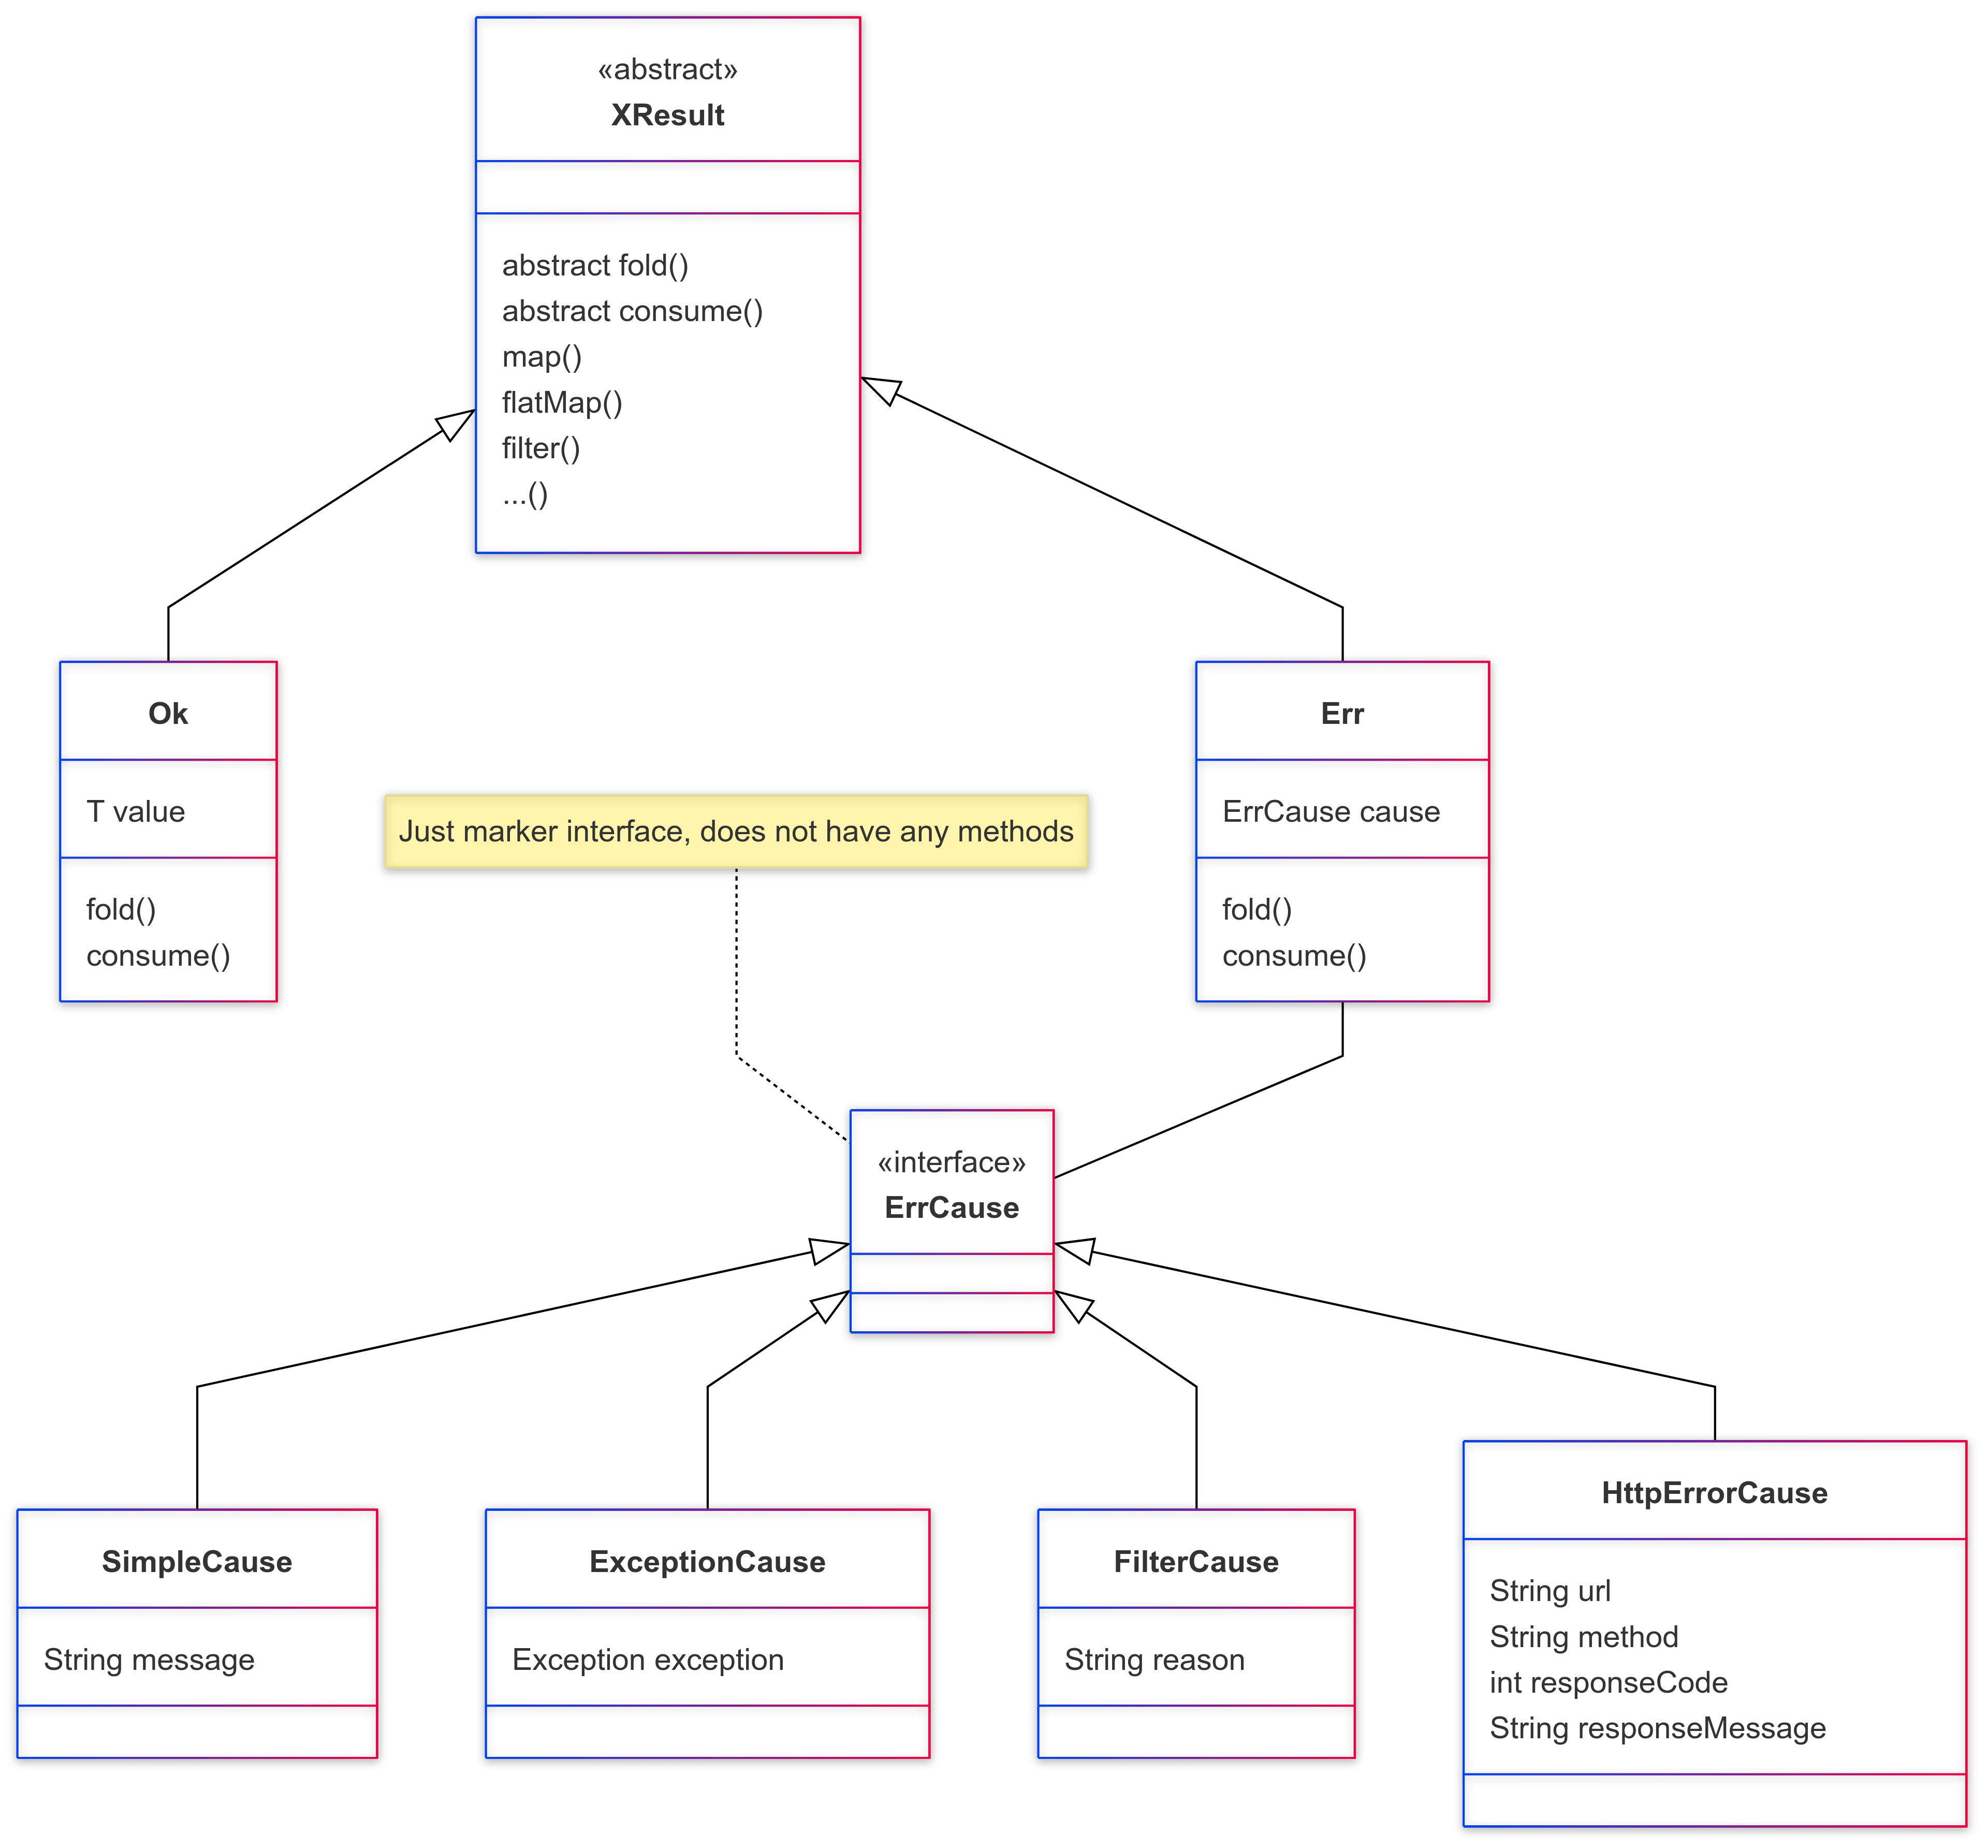 «abstract»
XResult
abstract fold()
abstract consume()
map()
flatMap()
filter()
...()
Ok
T value
fold()
consume()
Just marker interface, does not have any methods
Err
ErrCause cause
fold()
consume()
«interface»
ErrCause
SimpleCause
String message
ExceptionCause
Exception exception
FilterCause
String reason
HttpErrorCause
String url
String method
int responseCode
String responseMessage